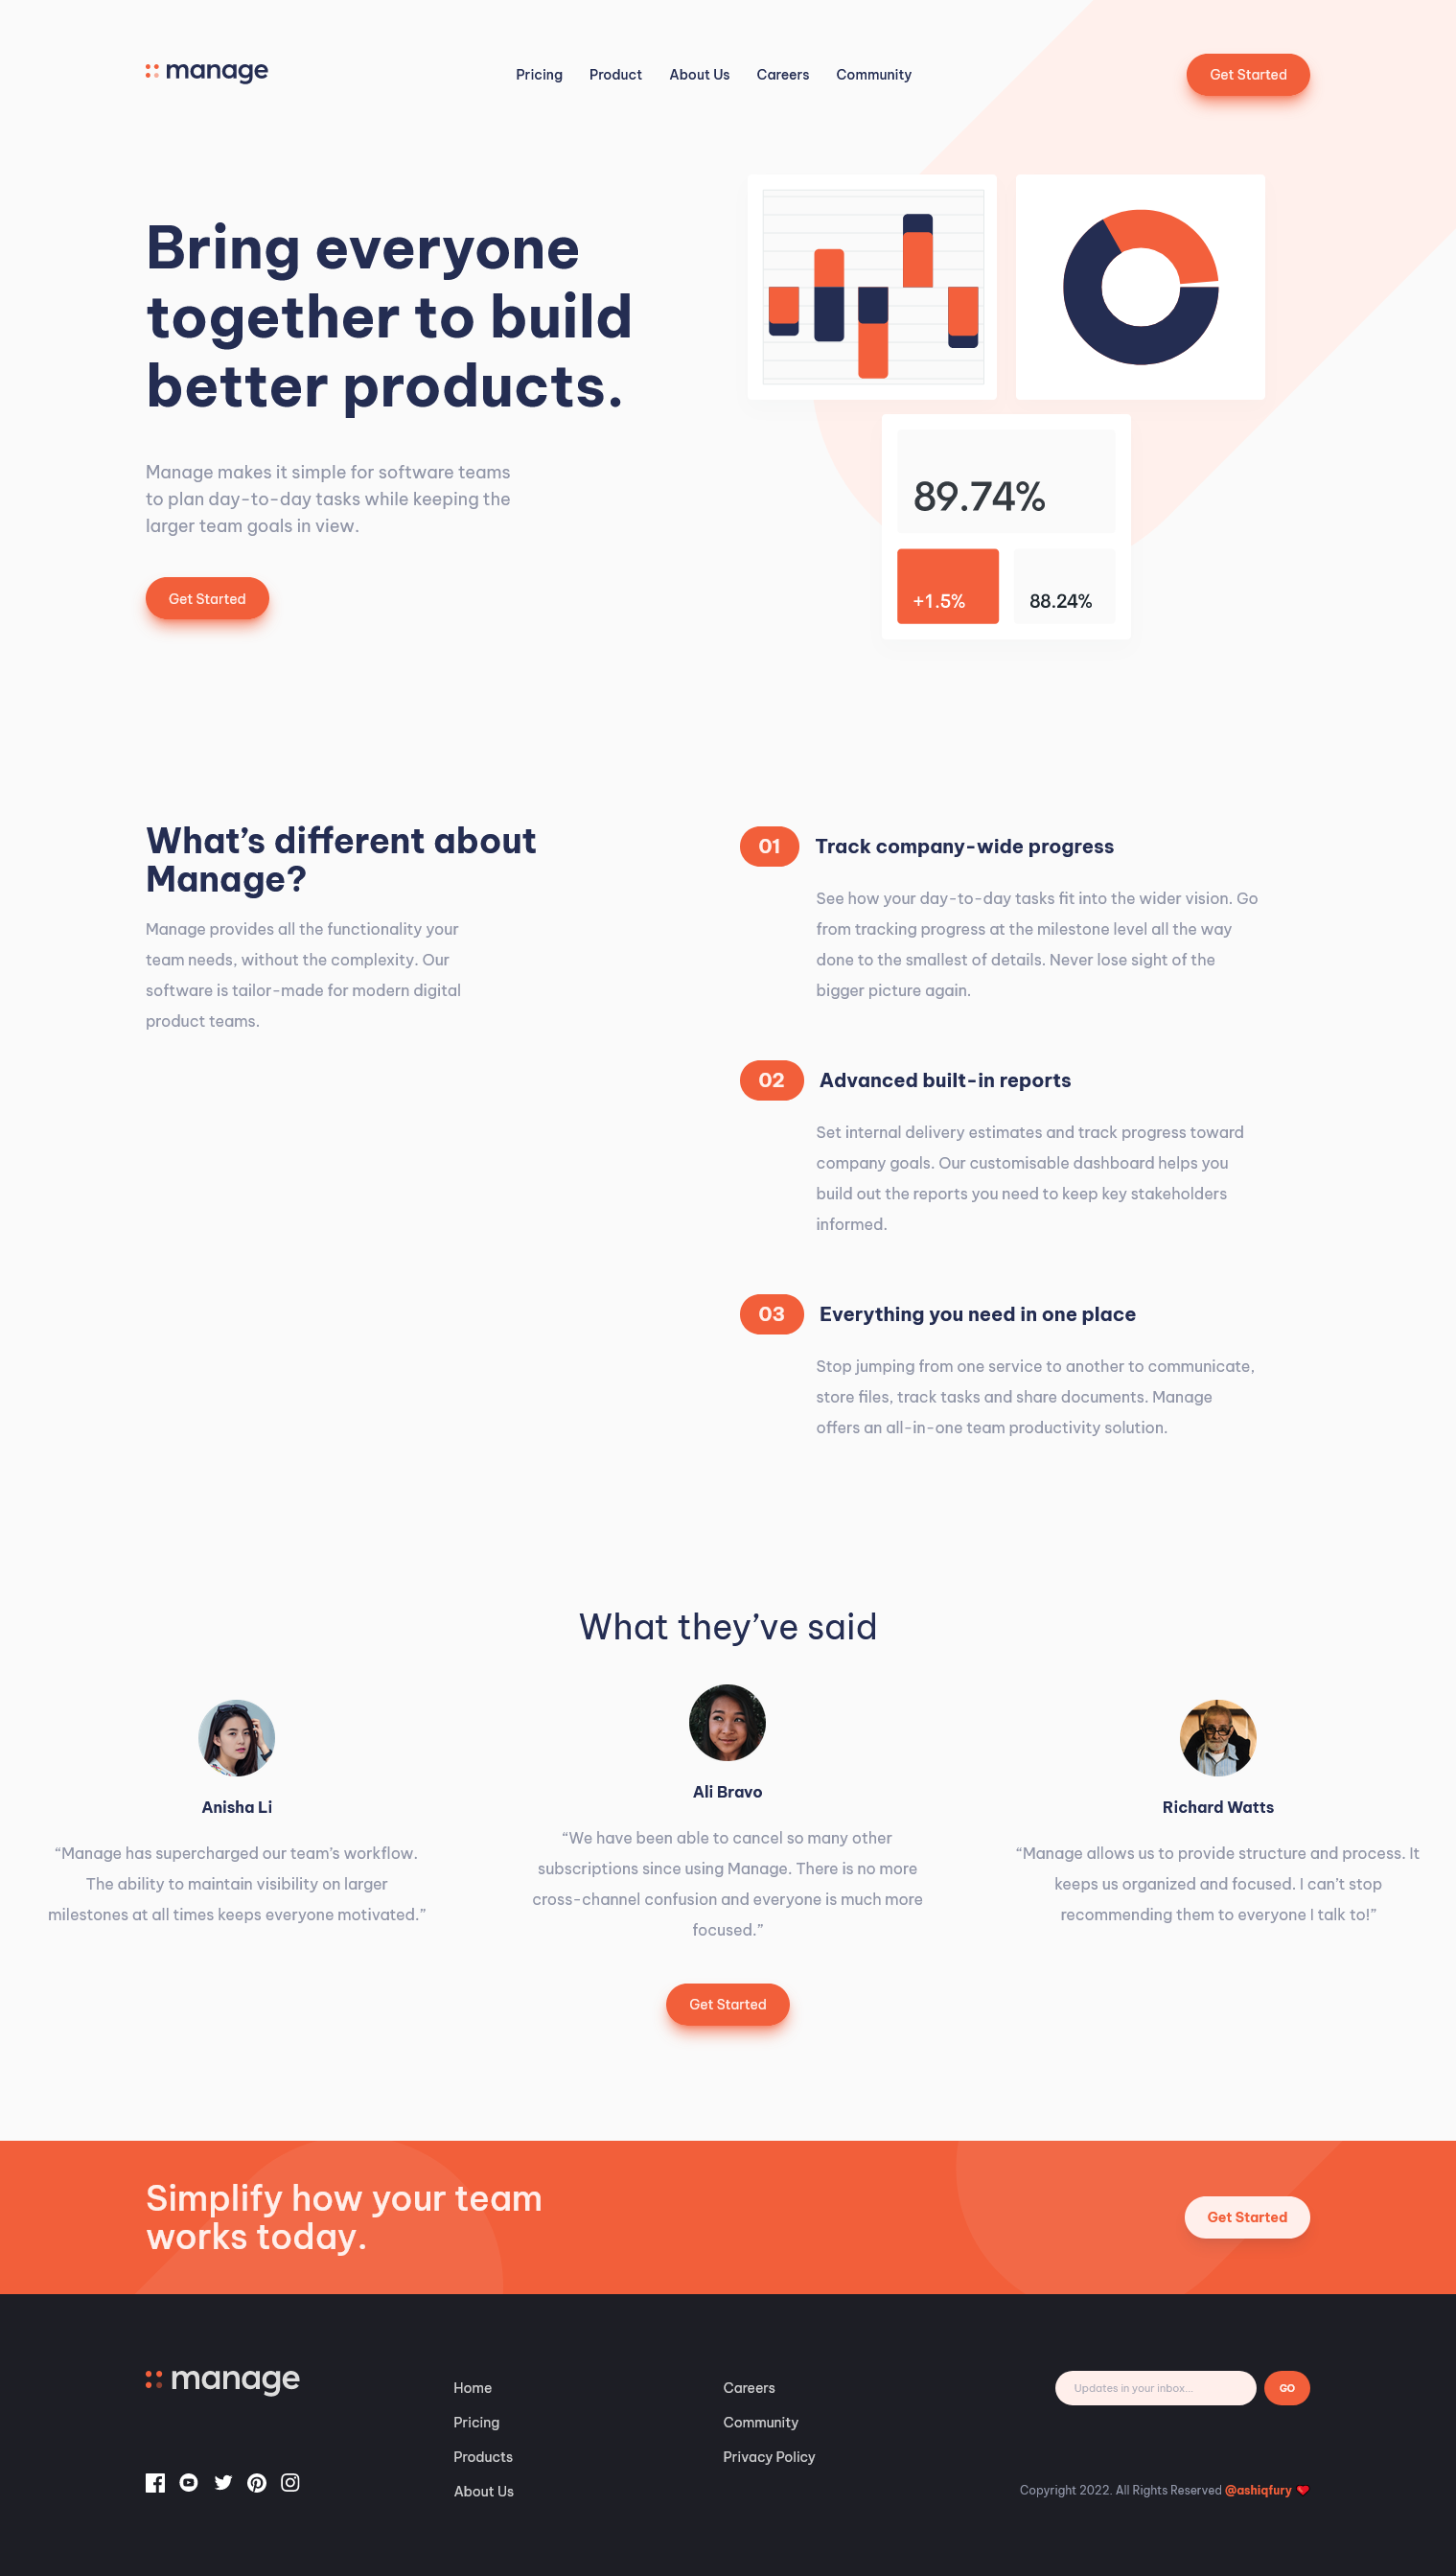 manage
Pricing Product About Us Careers Community
Get Started
Bring everyone
together to build
better products.
Manage makes it simple for software teams
to plan day-to-day tasks while keeping the
larger team goals in view.
Get Started
89.74%
+1.5%
88.24%
What’s different about
Manage?
Manage provides all the functionality your
team needs, without the complexity. Our
software is tailor-made for modern digital
product teams.
01 Track company-wide progress
See how your day-to-day tasks fit into the wider vision. Go
from tracking progress at the milestone level all the way
done to the smallest of details. Never lose sight of the
bigger picture again.
02 Advanced built-in reports
Set internal delivery estimates and track progress toward
company goals. Our customisable dashboard helps you
build out the reports you need to keep key stakeholders
informed.
03 Everything you need in one place
Stop jumping from one service to another to communicate,
store files, track tasks and share documents. Manage
offers an all-in-one team productivity solution.
What they’ve said
Anisha Li
“Manage has supercharged our team’s workflow.
The ability to maintain visibility on larger
milestones at all times keeps everyone motivated.”
Ali Bravo
“We have been able to cancel so many other
subscriptions since using Manage. There is no more
cross-channel confusion and everyone is much more
focused.”
Richard Watts
“Manage allows us to provide structure and process. It
keeps us organized and focused. I can’t stop
recommending them to everyone I talk to!”
Get Started
Simplify how your team
works today.
Get Started
manage
Home
Pricing
Products
About Us
Careers
Community
Privacy Policy
Updates in your inbox...
GO
Copyright 2022. All Rights Reserved @ashiqfury ❤